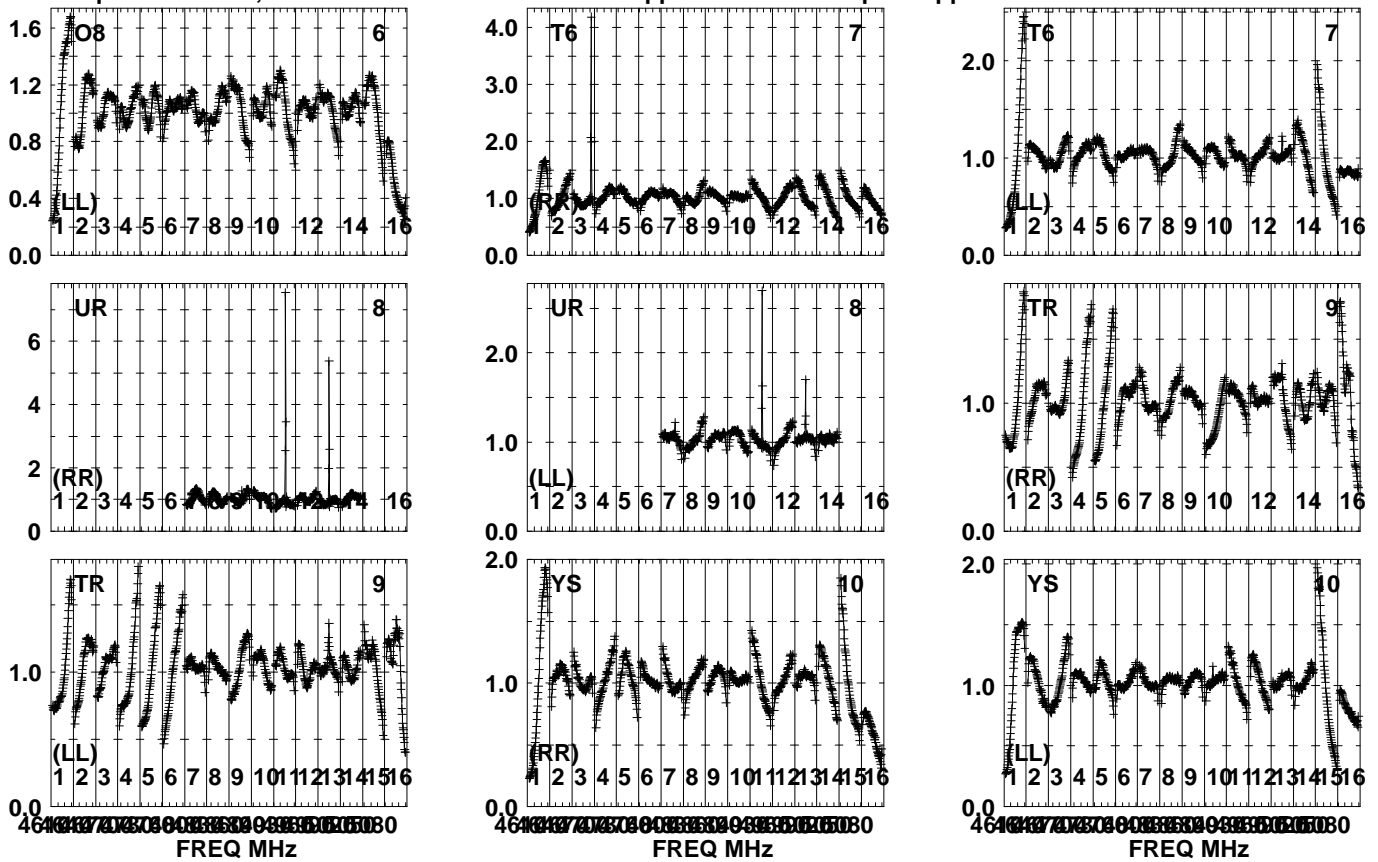 1.6 O8 6
1.2
0.8
0.4 (LL)
1 2 3 4 5 6 7 8 9 10 12 14 16
0.0
4.0 T6 7
3.0
2.0
1.0 (RR)
1 2 3 4 5 6 7 8 9 10 12 14 16
0.0
T6 7
2.0
1.0
(LL)
1 2 3 4 5 6 7 8 9 10 12 14 16
0.0
UR 8
6
4
2 (RR)
1 2 3 4 5 6 7 8 9 10 12 14 16
0
UR 8
2.0
1.0
(LL)
1 2 3 4 5 6 7 8 9 10 12 14 16
0.0
TR 9
1.0
(RR)
1 2 3 4 5 6 7 8 9 10 12 14 16
0.0
TR 9
1.0
(LL)
1 2 3 4 5 6 7 8 9 10 11 12 13 15 16
0.0
FREQ MHz
2.0 YS 10
1.0
(RR)
1 2 3 4 5 6 7 8 9 10 11 12 13 14 15 16
0.0
FREQ MHz
2.0 YS 10
1.0
(LL)
1 2 3 4 5 6 7 8 9 10 11 12 13 14 15 16
0.0
FREQ MHz